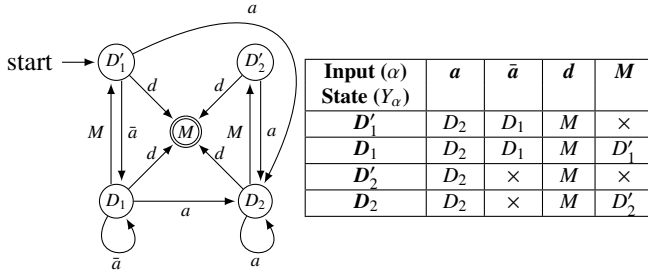 a
start
D′₁
D′₂
d
d
M
M
ā
M
a
d
d
D₁
a
D₂
ā
a
Input (α) a ā d M
State (Y_α)
D′₁ D₂ D₁ M ×
D₁ D₂ D₁ M D′₁
D′₂ D₂ × M ×
D₂ D₂ × M D′₂